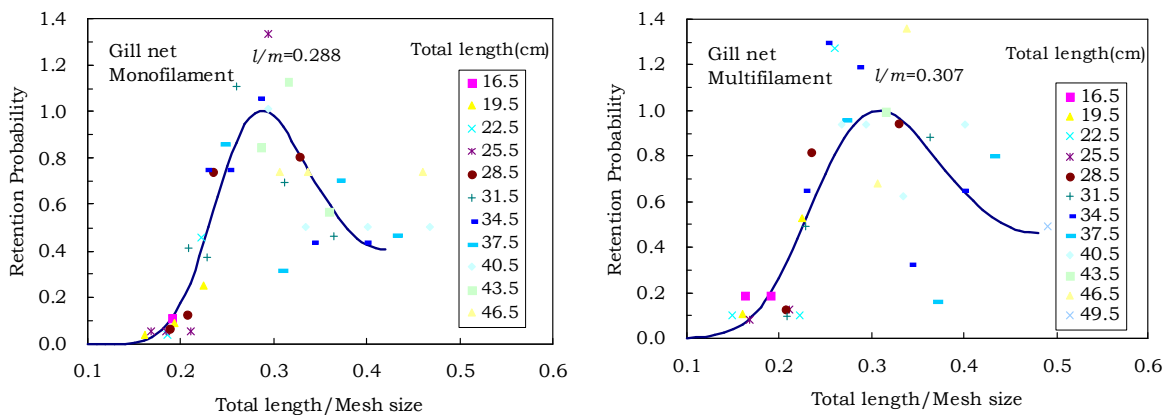 1.4
1.2
1.0
0.8
0.6
0.4
0.2
0.0
Retention Probability
0.1 0.2 0.3 0.4 0.5 0.6
Total length/Mesh size
Gill net
Monofilament
l/m=0.288
Total length(cm)
16.5
19.5
22.5
25.5
28.5
31.5
34.5
37.5
40.5
43.5
46.5
1.4
1.2
1.0
0.8
0.6
0.4
0.2
0.0
Retention Probability
0.1 0.2 0.3 0.4 0.5 0.6
Total length/Mesh size
Gill net
Multifilament
l/m=0.307
Total length(cm)
16.5
19.5
22.5
25.5
28.5
31.5
34.5
37.5
40.5
43.5
46.5
49.5